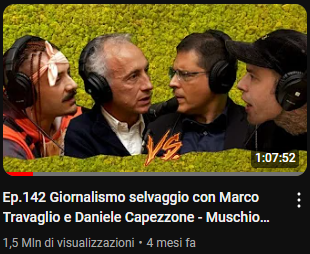 VS
1:07:52
Ep.142 Giornalismo selvaggio con Marco
Travaglio e Daniele Capezzone - Muschio...
1,5 Mln di visualizzazioni • 4 mesi fa